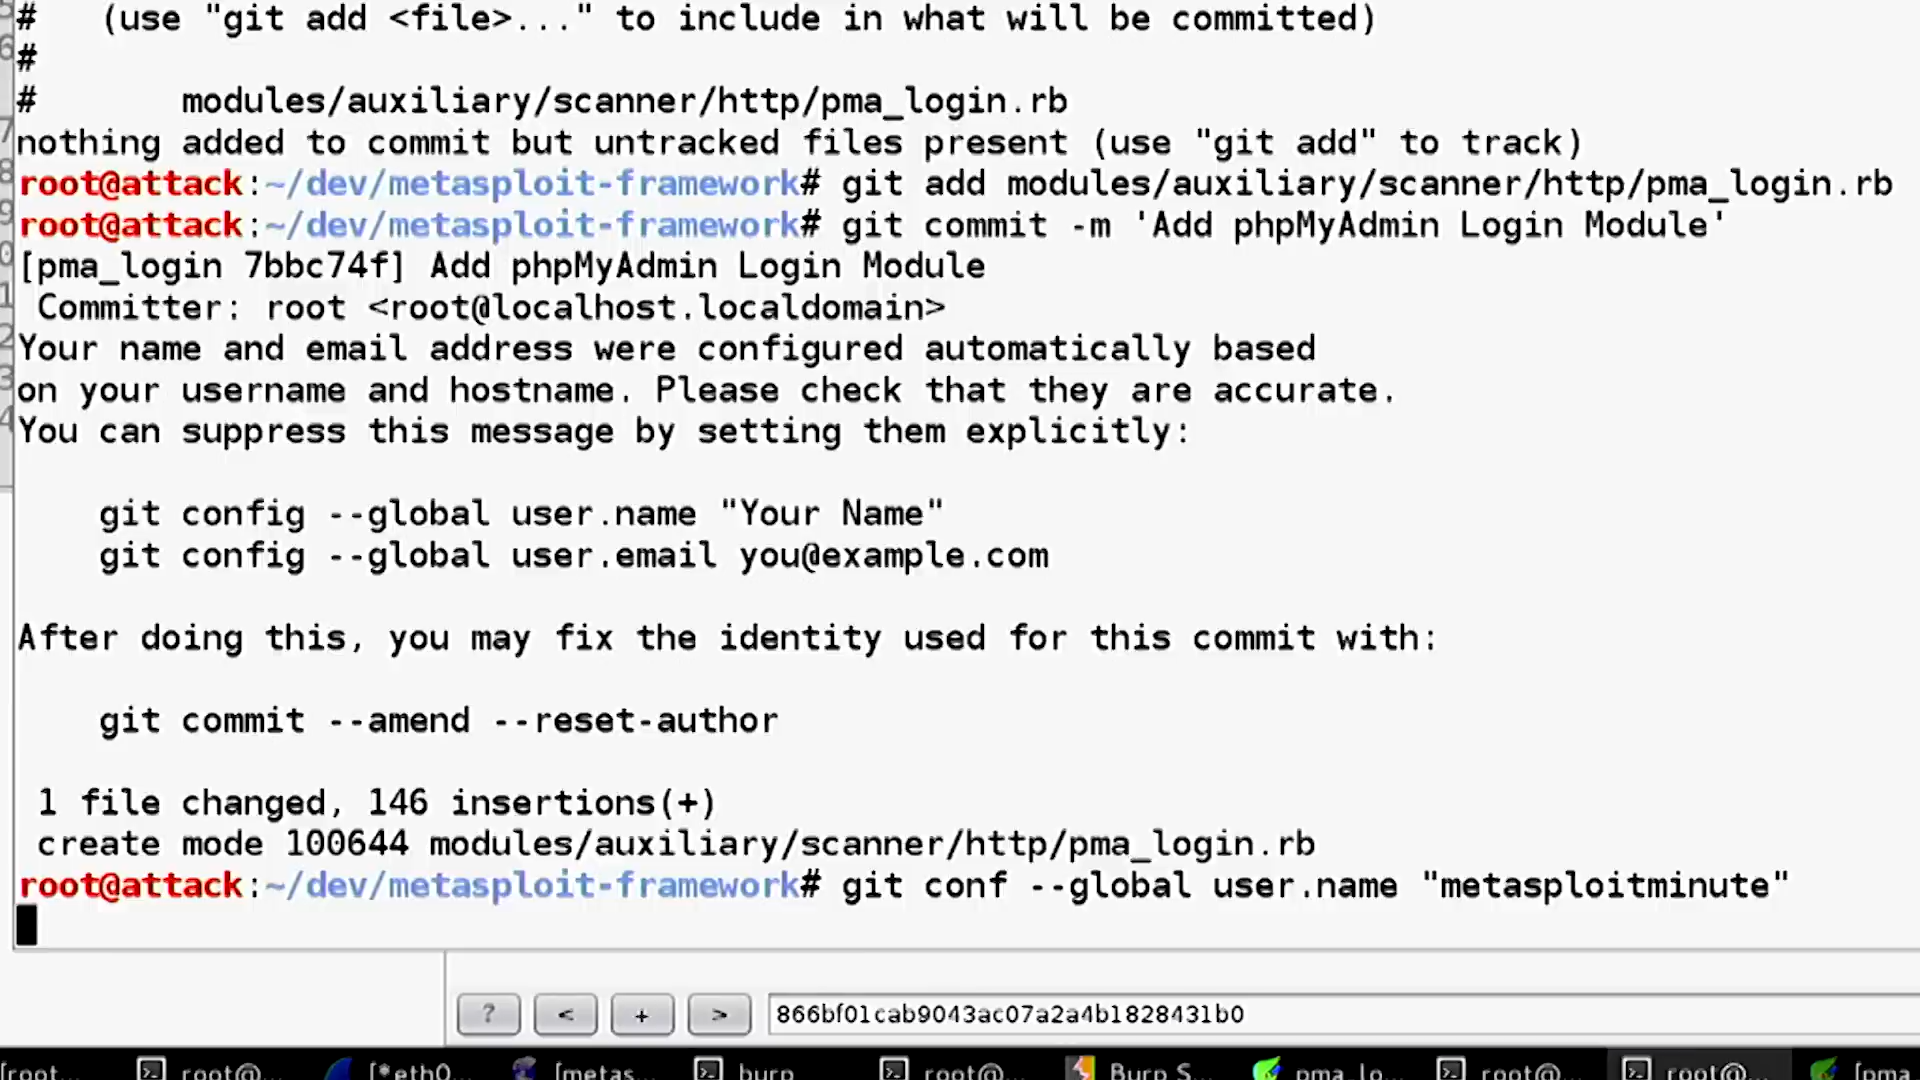 #    (use "git add <file>..." to include in what will be committed)
#
#       modules/auxiliary/scanner/http/pma_login.rb
nothing added to commit but untracked files present (use "git add" to track)
root@attack:~/dev/metasploit-framework# git add modules/auxiliary/scanner/http/pma_login.rb
root@attack:~/dev/metasploit-framework# git commit -m 'Add phpMyAdmin Login Module'
[pma_login 7bbc74f] Add phpMyAdmin Login Module
 Committer: root <root@localhost.localdomain>
Your name and email address were configured automatically based
on your username and hostname. Please check that they are accurate.
You can suppress this message by setting them explicitly:
    git config --global user.name "Your Name"
    git config --global user.email you@example.com
After doing this, you may fix the identity used for this commit with:
    git commit --amend --reset-author
 1 file changed, 146 insertions(+)
 create mode 100644 modules/auxiliary/scanner/http/pma_login.rb
root@attack:~/dev/metasploit-framework# git conf --global user.name "metasploitminute"
? < + > 866bf01cab9043ac07a2a4b1828431b0
[root... root@... [*eth0... [metas... burp root@... Burp S... pma_lo... root@... root@... [pma